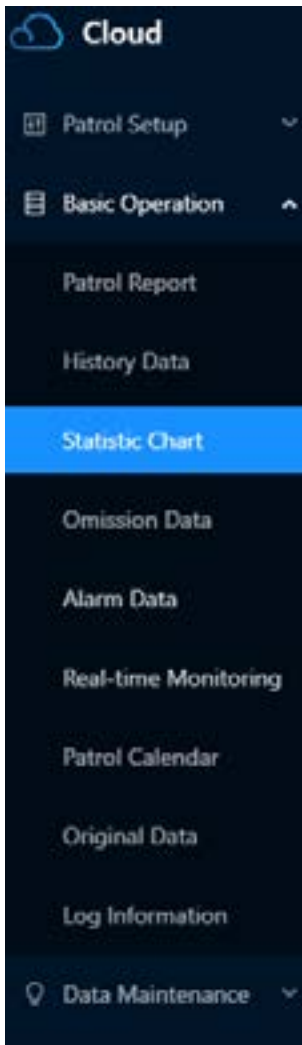 Cloud
Patrol Setup
Basic Operation
Patrol Report
History Data
Statistic Chart
Omission Data
Alarm Data
Real-time Monitoring
Patrol Calendar
Original Data
Log Information
Data Maintenance